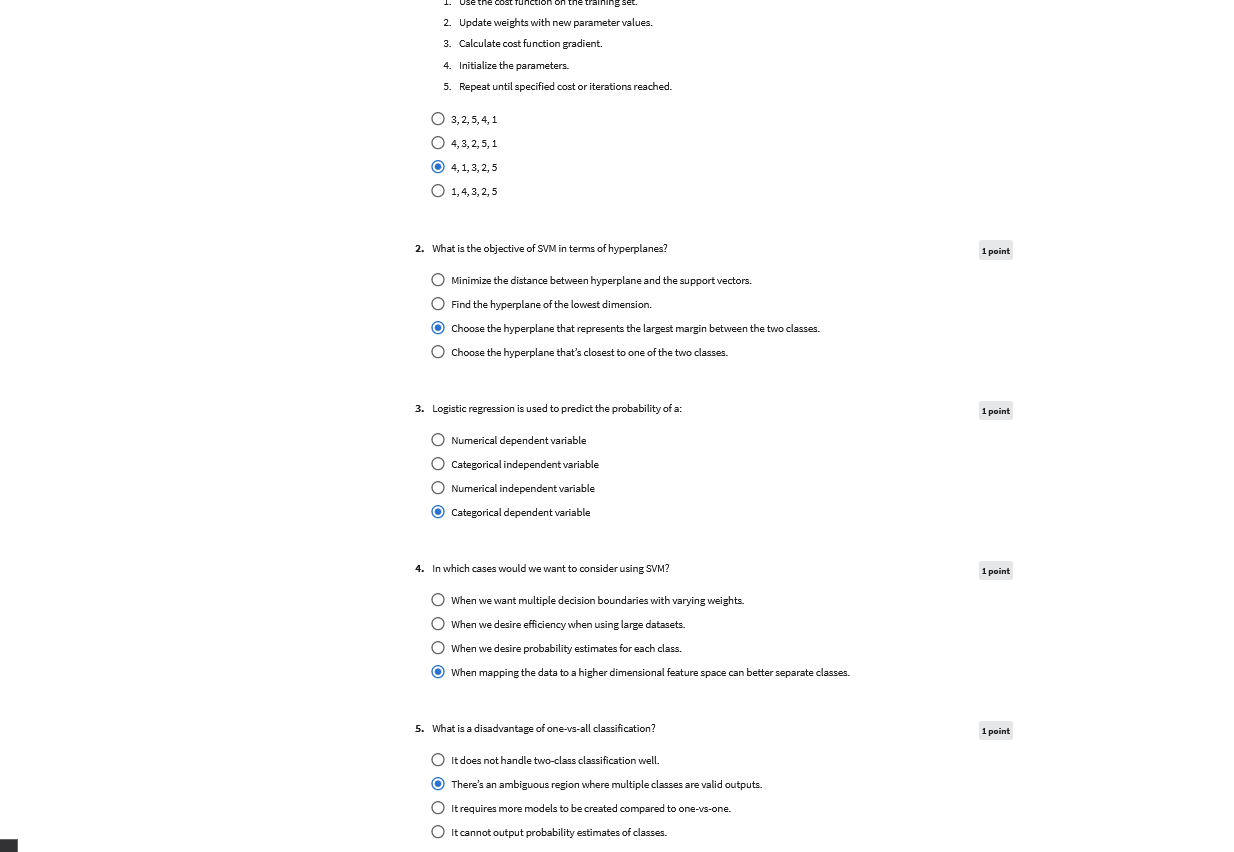 1. Use the cost function on the training set.
2. Update weights with new parameter values.
3. Calculate cost function gradient.
4. Initialize the parameters.
5. Repeat until specified cost or iterations reached.
3, 2, 5, 4, 1
4, 3, 2, 5, 1
4, 1, 3, 2, 5
1, 4, 3, 2, 5
2. What is the objective of SVM in terms of hyperplanes? 1 point
Minimize the distance between hyperplane and the support vectors.
Find the hyperplane of the lowest dimension.
Choose the hyperplane that represents the largest margin between the two classes.
Choose the hyperplane that’s closest to one of the two classes.
3. Logistic regression is used to predict the probability of a: 1 point
Numerical dependent variable
Categorical independent variable
Numerical independent variable
Categorical dependent variable
4. In which cases would we want to consider using SVM? 1 point
When we want multiple decision boundaries with varying weights.
When we desire efficiency when using large datasets.
When we desire probability estimates for each class.
When mapping the data to a higher dimensional feature space can better separate classes.
5. What is a disadvantage of one-vs-all classification? 1 point
It does not handle two-class classification well.
There’s an ambiguous region where multiple classes are valid outputs.
It requires more models to be created compared to one-vs-one.
It cannot output probability estimates of classes.